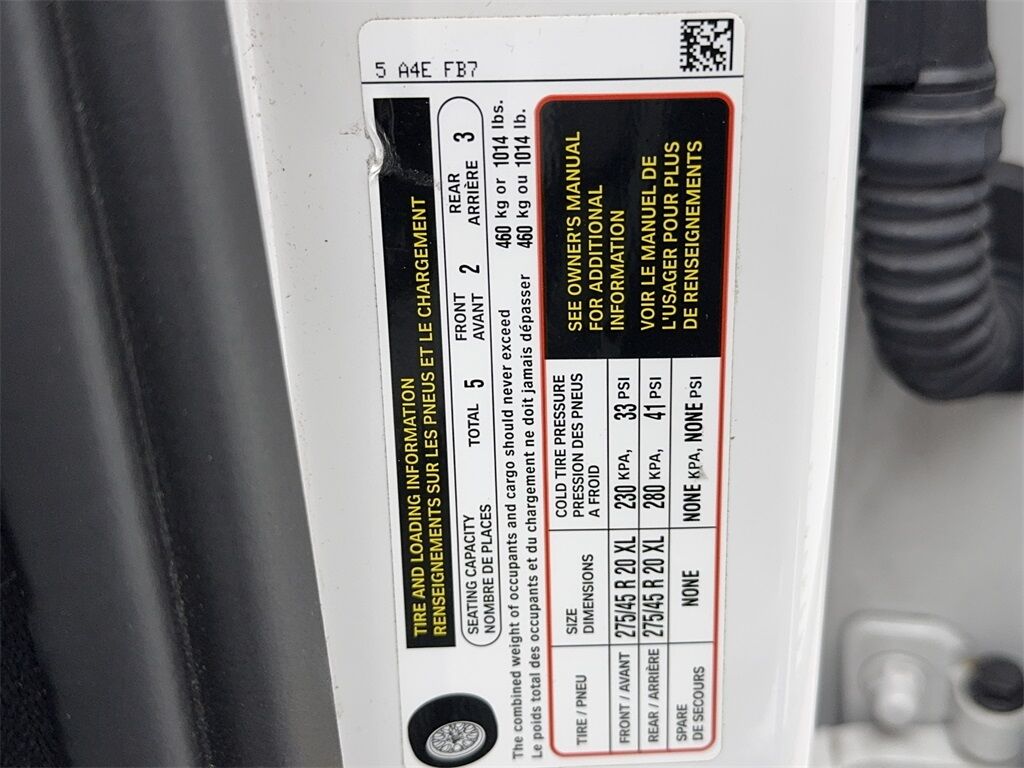 5 A4E FB7
TIRE AND LOADING INFORMATION
RENSEIGNEMENTS SUR LES PNEUS ET LE CHARGEMENT
SEATING CAPACITY TOTAL 5 FRONT 2 REAR 3
NOMBRE DE PLACES AVANT ARRIÈRE
The combined weight of occupants and cargo should never exceed 460 kg or 1014 lbs.
Le poids total des occupants et du chargement ne doit jamais dépasser 460 kg ou 1014 lb.
TIRE / PNEU
SIZE
DIMENSIONS
COLD TIRE PRESSURE
PRESSION DES PNEUS
A FROID
FRONT / AVANT 275/45 R 20 XL 230 KPA, 33 PSI
REAR / ARRIÈRE 275/45 R 20 XL 280 KPA, 41 PSI
SPARE
DE SECOURS
NONE NONE KPA, NONE PSI
SEE OWNER'S MANUAL
FOR ADDITIONAL
INFORMATION
VOIR LE MANUEL DE
L'USAGER POUR PLUS
DE RENSEIGNEMENTS